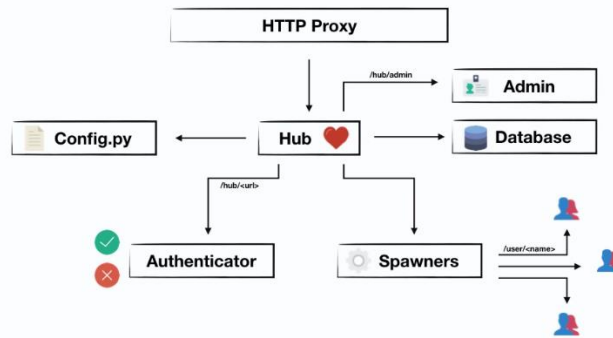 HTTP Proxy
/hub/admin
Admin
Config.py
Hub
Database
/hub/<url>
Authenticator
Spawners
/user/<name>